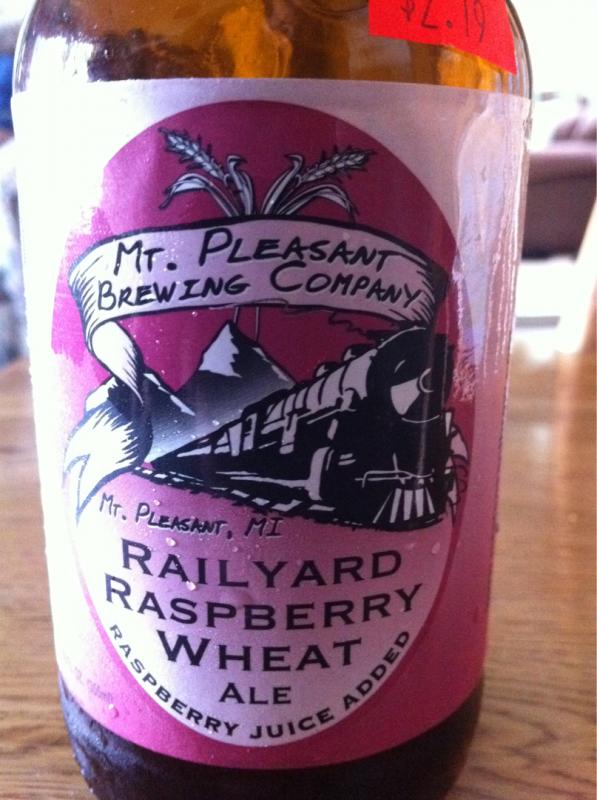 $2.19
Mt. Pleasant
Brewing Company
Mt. Pleasant, MI
RAILYARD
RASPBERRY
WHEAT
ALE
RASPBERRY JUICE ADDED